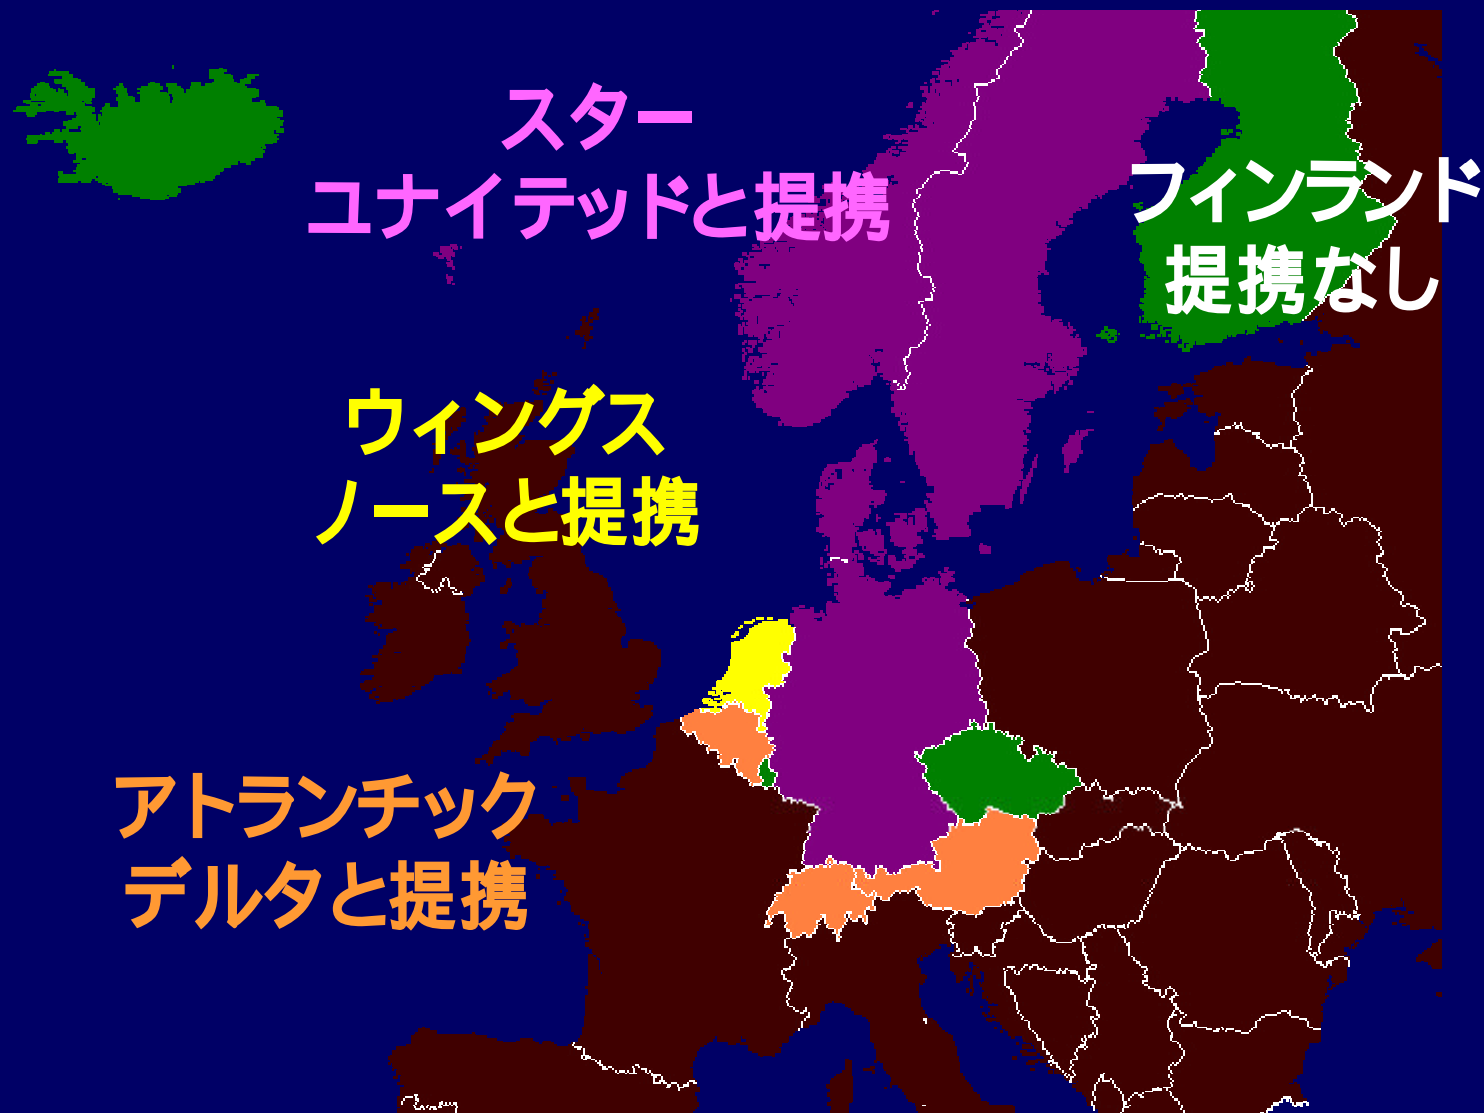 スター
ユナイテッドと提携
フィンランド
提携なし
ウィングス
ノースと提携
アトランチック
デルタと提携